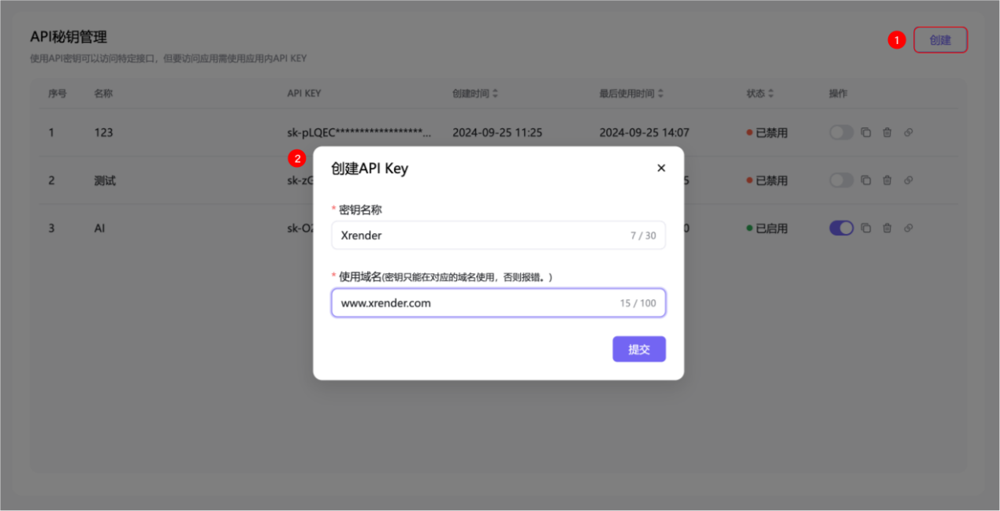 API秘钥管理
1 创建
使用API密钥可以访问特定接口，但要访问应用需使用应用内API KEY
序号 名称 API KEY 创建时间 最后使用时间 状态 操作
1 123 sk-pLQEC******************... 2024-09-25 11:25 2024-09-25 14:07 已禁用
2
创建API Key
2 测试 sk-zG 5 已禁用
* 密钥名称
3 AI sk-O2 0 已启用
Xrender 7 / 30
* 使用域名(密钥只能在对应的域名使用，否则报错。)
www.xrender.com 15 / 100
提交